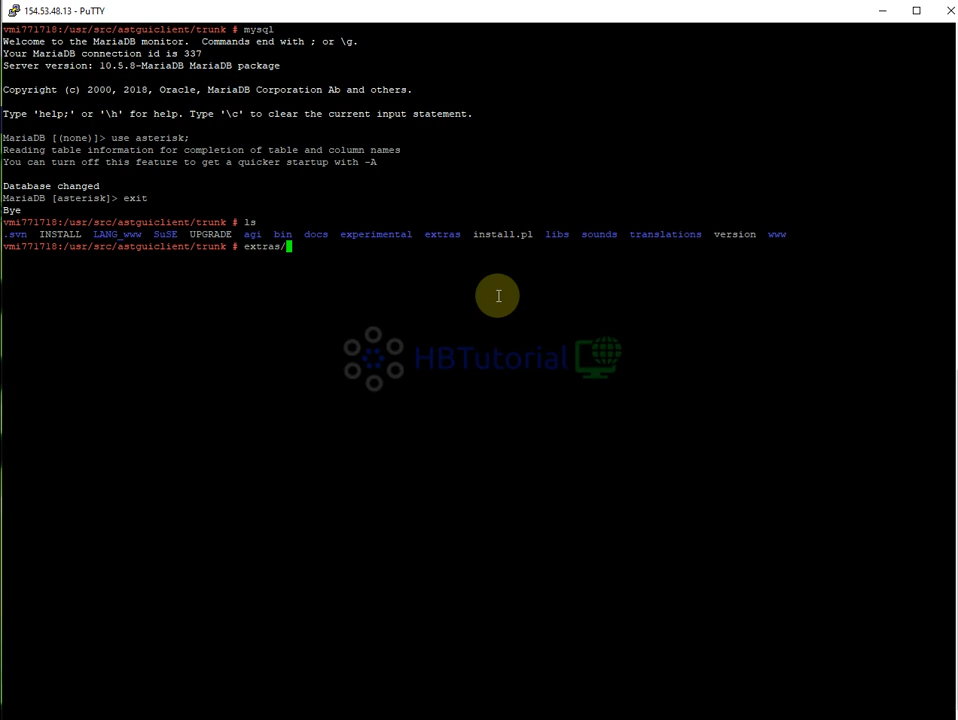 154.53.48.13 - PuTTY
vmi771718:/usr/src/astguiclient/trunk # mysql
Welcome to the MariaDB monitor.  Commands end with ; or \g.
Your MariaDB connection id is 337
Server version: 10.5.8-MariaDB MariaDB package
Copyright (c) 2000, 2018, Oracle, MariaDB Corporation Ab and others.
Type 'help;' or '\h' for help. Type '\c' to clear the current input statement.
MariaDB [(none)]> use asterisk;
Reading table information for completion of table and column names
You can turn off this feature to get a quicker startup with -A
Database changed
MariaDB [asterisk]> exit
Bye
vmi771718:/usr/src/astguiclient/trunk # ls
.svn  INSTALL  LANG_www  SuSE  UPGRADE  agi  bin  docs  experimental  extras  install.pl  libs  sounds  translations  version  www
vmi771718:/usr/src/astguiclient/trunk # extras/
HBTutorial